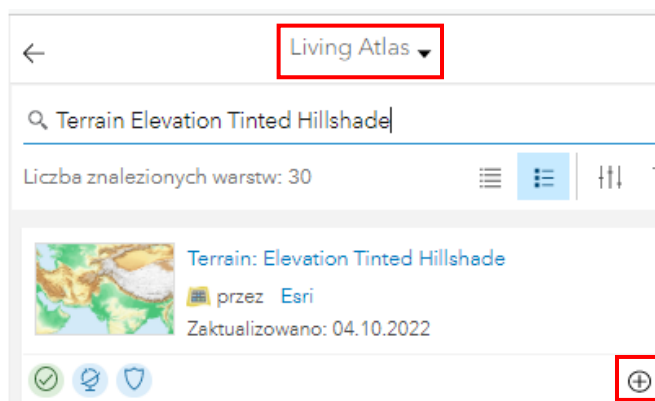 Living Atlas
Terrain Elevation Tinted Hillshade
Liczba znalezionych warstw: 30
Terrain: Elevation Tinted Hillshade
przez Esri
Zaktualizowano: 04.10.2022